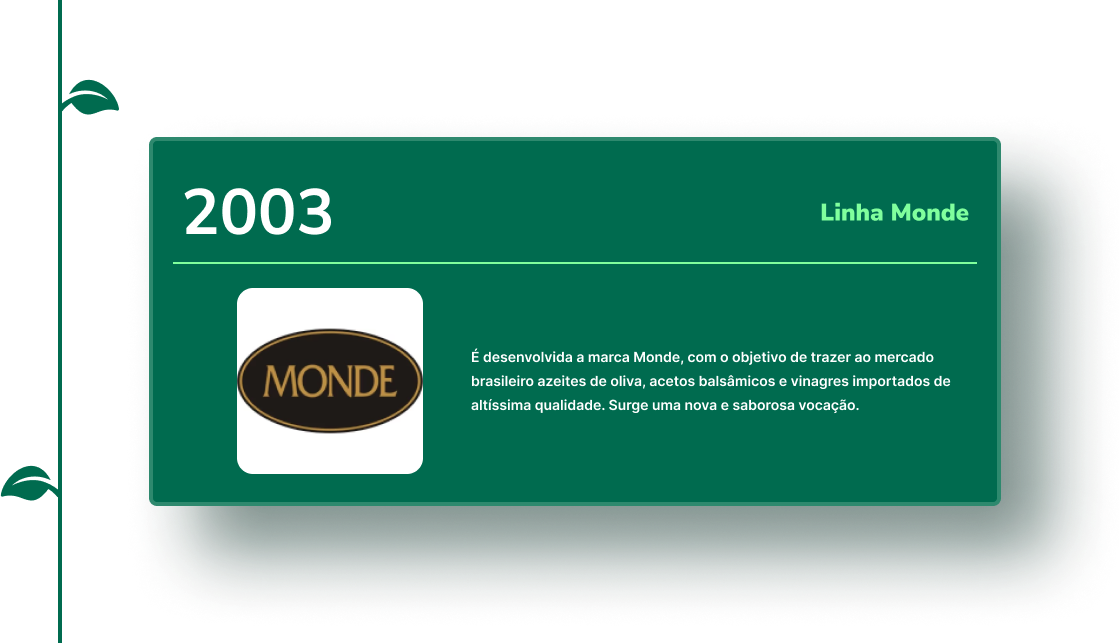 2003
Linha Monde
MONDE
É desenvolvida a marca Monde, com o objetivo de trazer ao mercado
brasileiro azeites de oliva, acetos balsâmicos e vinagres importados de
altíssima qualidade. Surge uma nova e saborosa vocação.